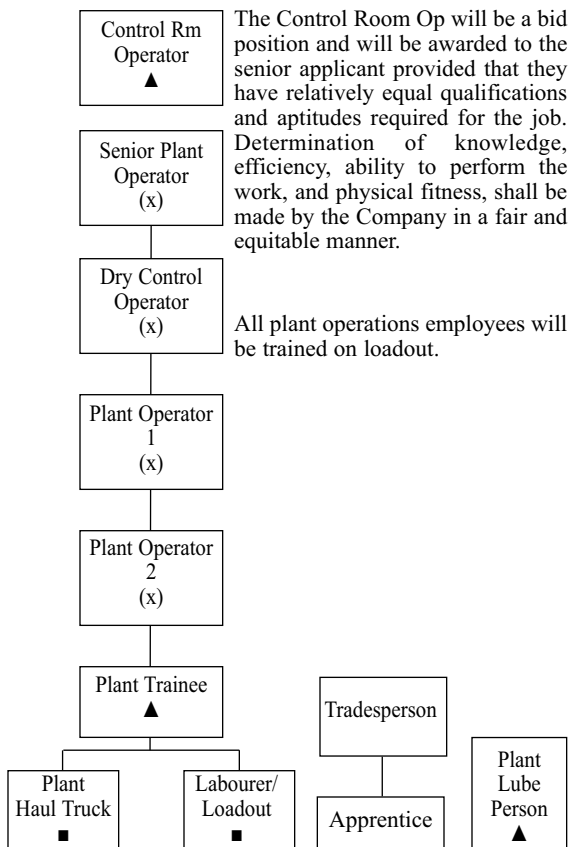 Control Rm
Operator
▲
The Control Room Op will be a bid
position and will be awarded to the
senior applicant provided that they
have relatively equal qualifications
and aptitudes required for the job.
Determination of knowledge,
efficiency, ability to perform the
work, and physical fitness, shall be
made by the Company in a fair and
equitable manner.
Senior Plant
Operator
(x)
Dry Control
Operator
(x)
All plant operations employees will
be trained on loadout.
Plant Operator
1
(x)
Plant Operator
2
(x)
Plant Trainee
▲
Plant
Haul Truck
■
Labourer/
Loadout
■
Tradesperson
Apprentice
Plant
Lube
Person
▲